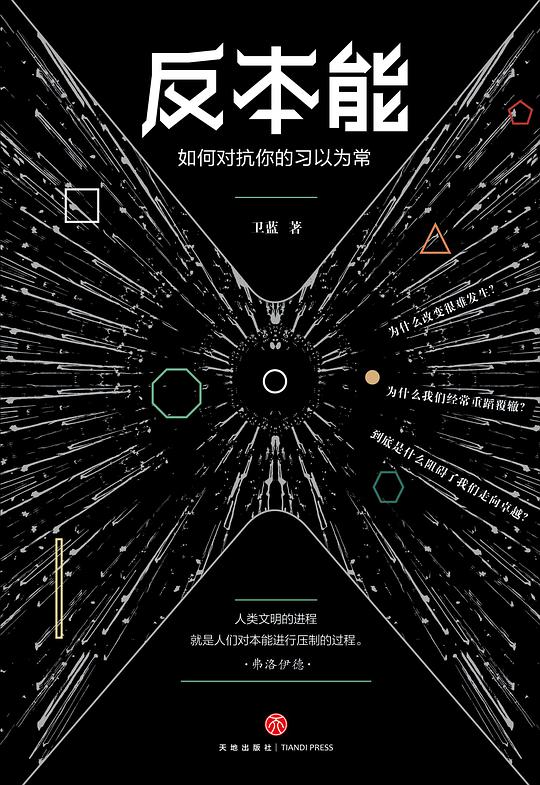 反本能
如何对抗你的习以为常
卫蓝 著
为什么改变很难发生?
为什么我们经常重蹈覆辙?
到底是什么阻碍了我们走向卓越?
人类文明的进程
就是人们对本能进行压制的过程。
·弗洛伊德·
天地出版社 | TIANDI PRESS